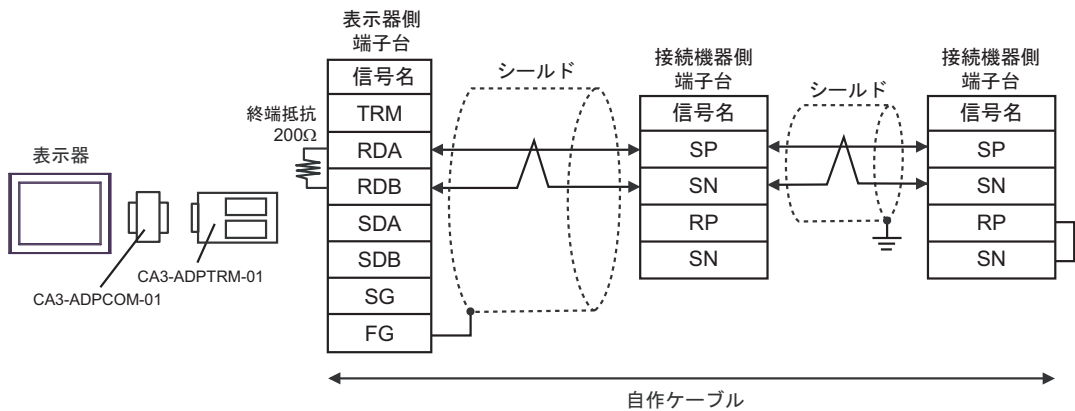 表示器
CA3-ADPCOM-01
CA3-ADPTRM-01
終端抵抗
200Ω
表示器側
端子台
信号名
TRM
RDA
RDB
SDA
SDB
SG
FG
シールド
接続機器側
端子台
信号名
SP
SN
RP
SN
シールド
接続機器側
端子台
信号名
SP
SN
RP
SN
自作ケーブル